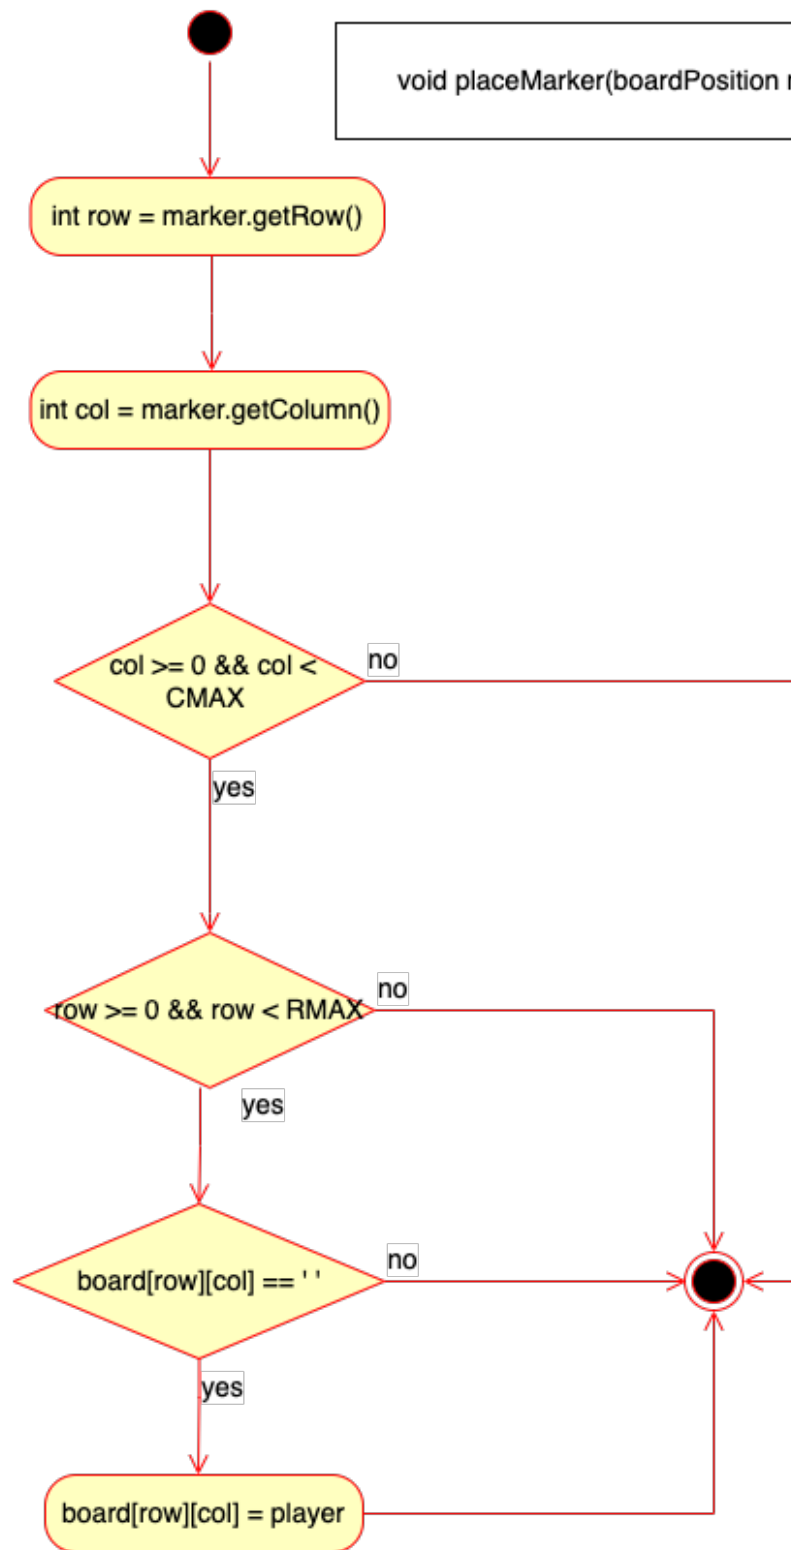 void placeMarker(boardPosition
int row = marker.getRow()
int col = marker.getColumn()
col >= 0 && col <
CMAX
no
yes
row >= 0 && row < RMAX
no
yes
board[row][col] == ' '
no
yes
board[row][col] = player